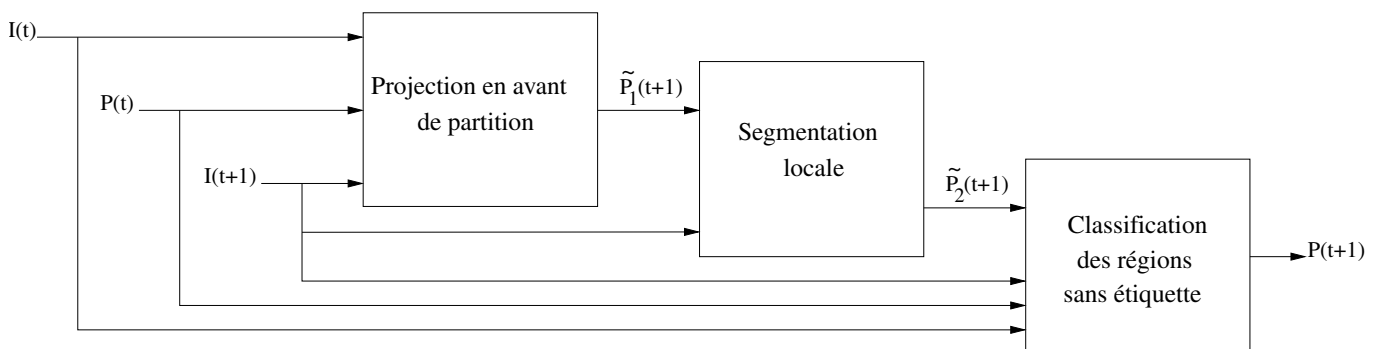 I(t)
P(t)
I(t+1)
Projection en avant
de partition
P̃₁(t+1)
Segmentation
locale
P̃₂(t+1)
Classification
des régions
sans étiquette
P(t+1)